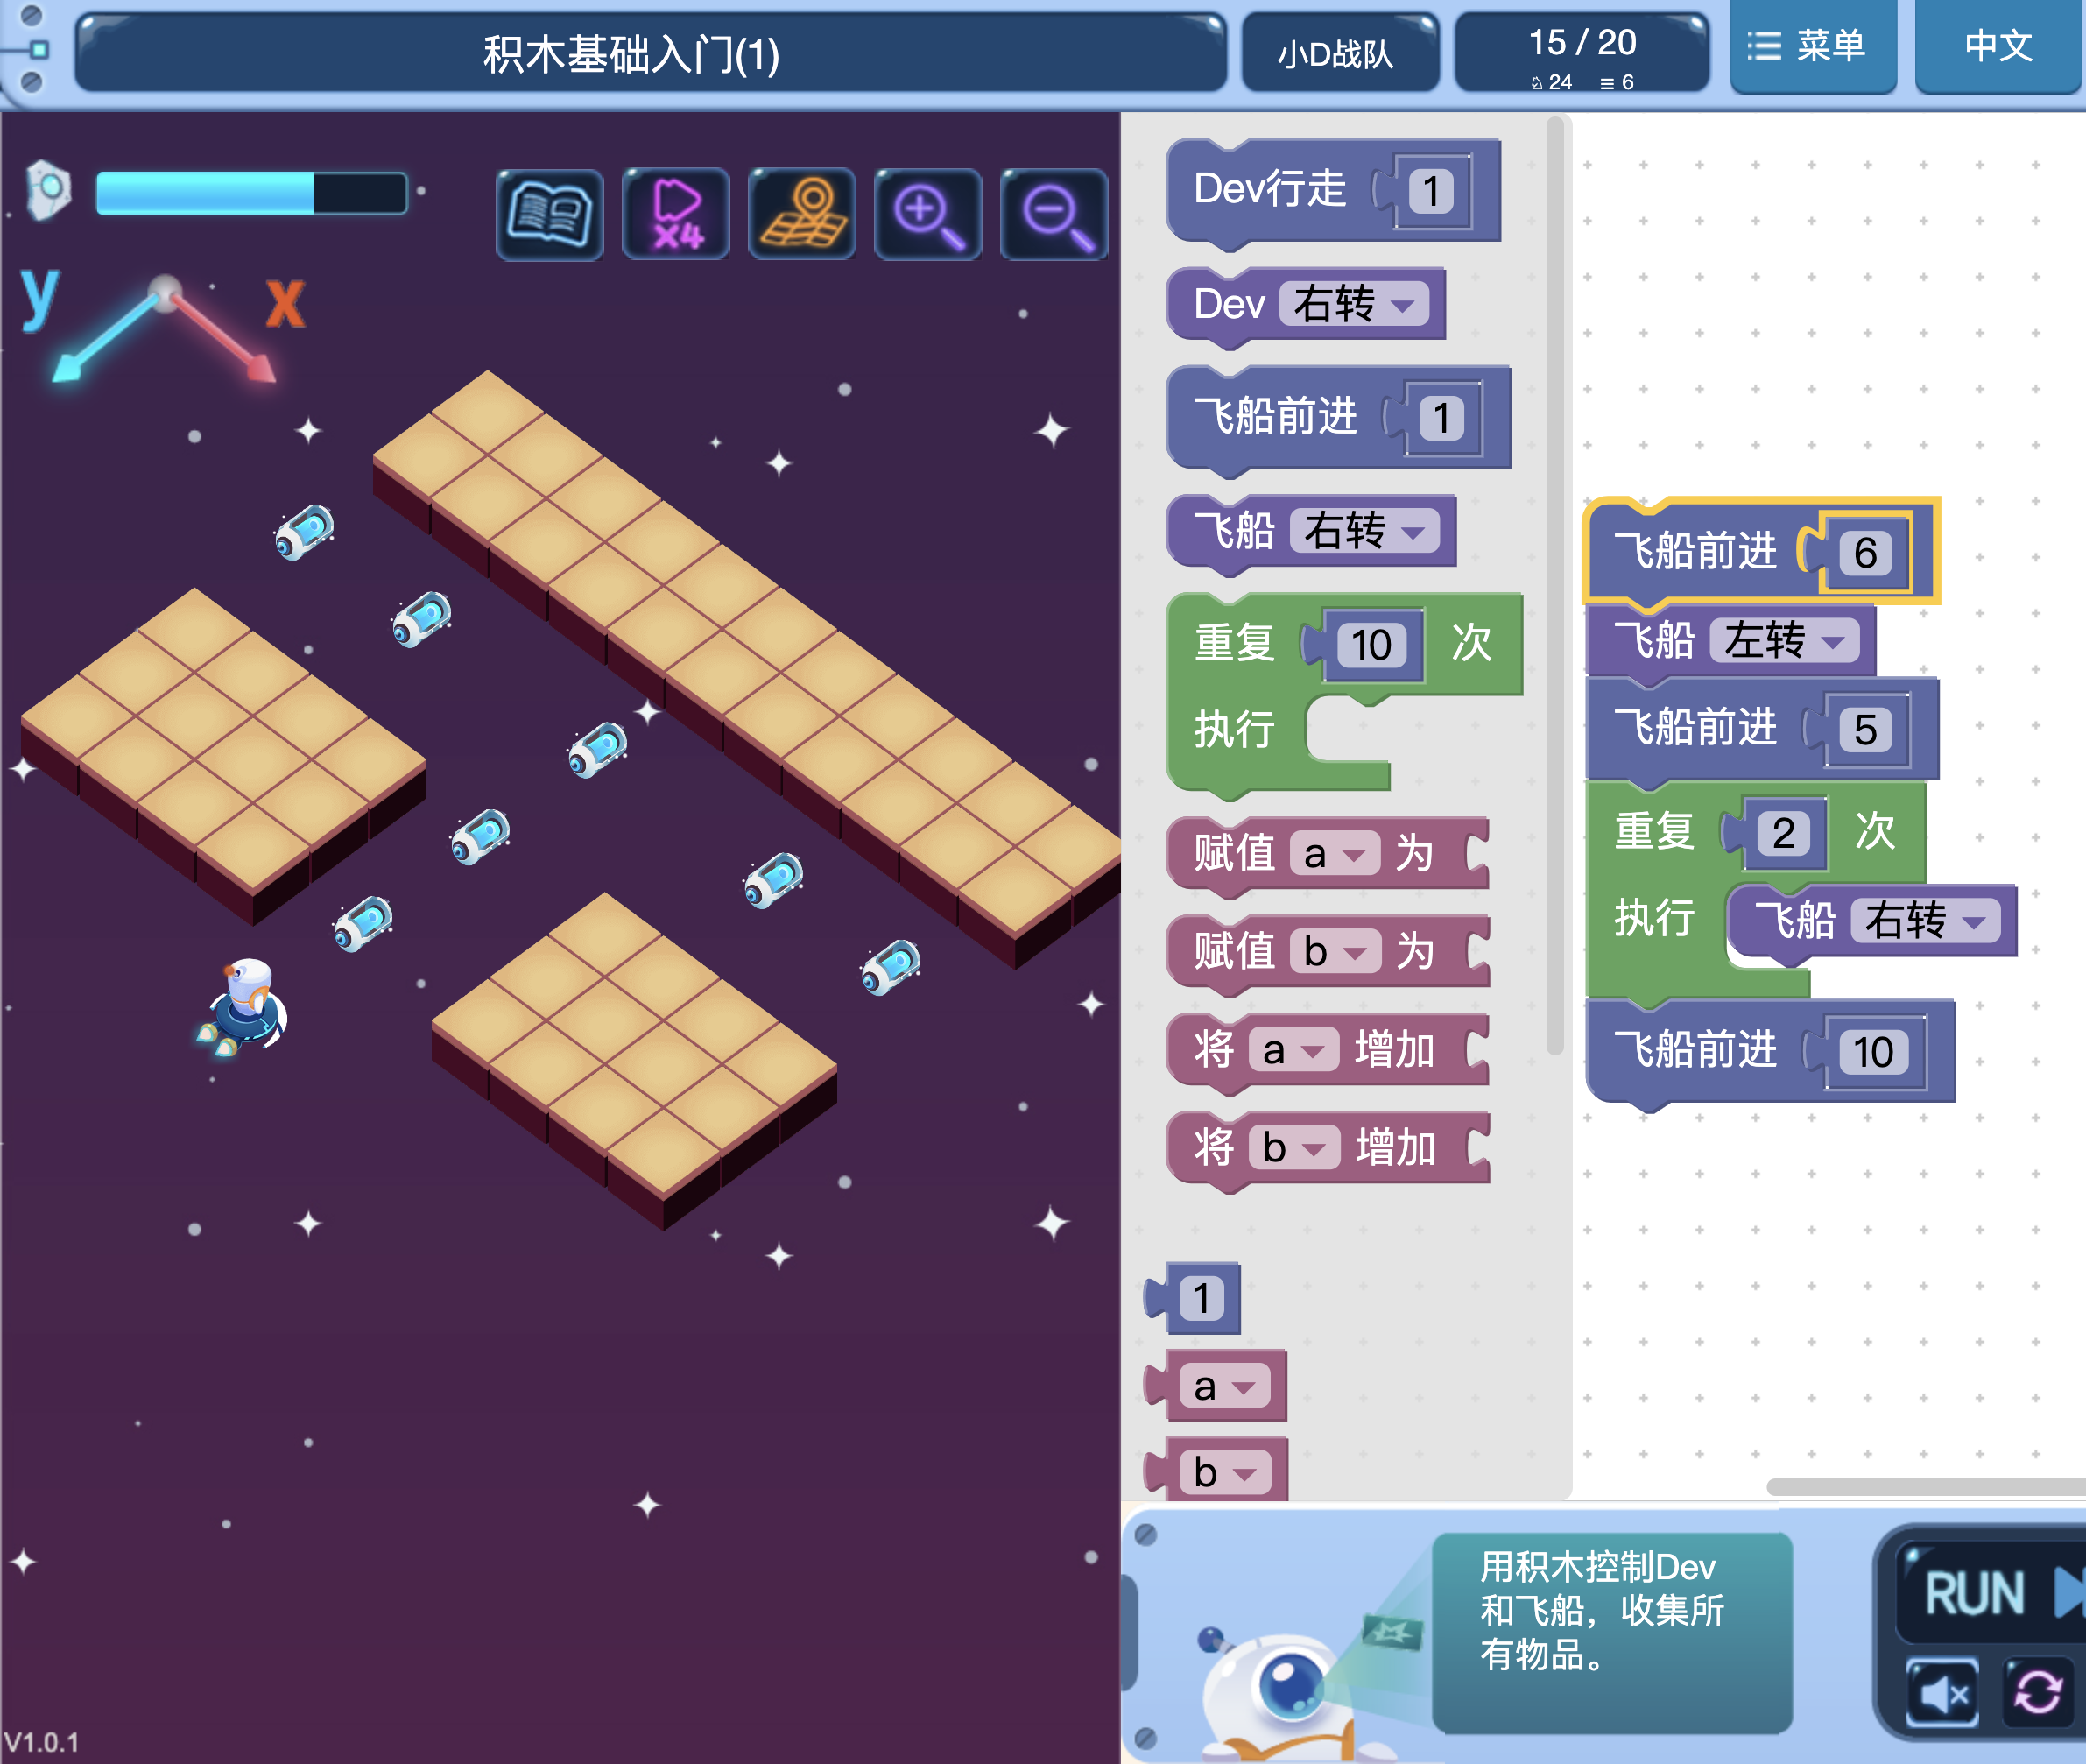 积木基础入门(1)
小D战队
15 / 20
24
6
菜单
中文
X4
y
x
V1.0.1
Dev行走 1
Dev 右转
飞船前进 1
飞船 右转
重复 10 次
执行
赋值 a 为
赋值 b 为
将 a 增加
将 b 增加
1
a
b
飞船前进 6
飞船 左转
飞船前进 5
重复 2 次
执行 飞船 右转
飞船前进 10
用积木控制Dev
和飞船，收集所
有物品。
RUN